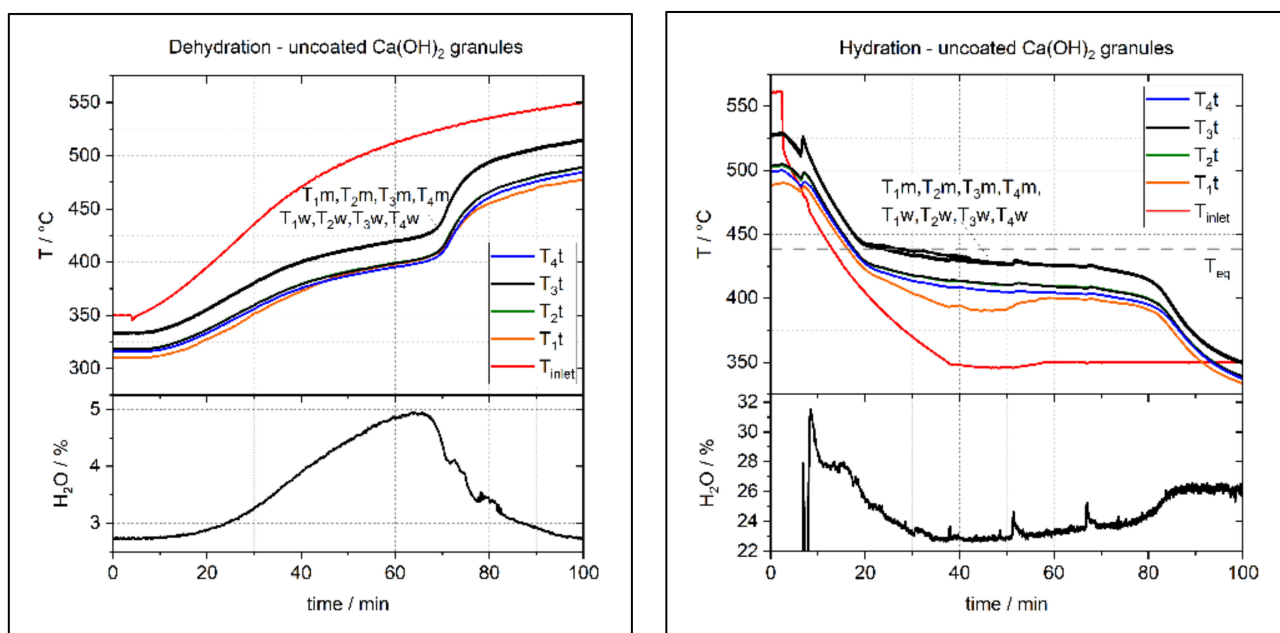 Dehydration - uncoated Ca(OH)₂ granules
T / °C
550
500
450
400
350
300
T₁m,T₂m,T₃m,T₄m
T₁w,T₂w,T₃w,T₄w
T₄t
T₃t
T₂t
T₁t
T_inlet
H₂O / %
5
4
3
0 20 40 60 80 100
time / min
Hydration - uncoated Ca(OH)₂ granules
T / °C
550
500
450
400
350
T₄t
T₃t
T₂t
T₁t
T_inlet
T₁m,T₂m,T₃m,T₄m,
T₁w,T₂w,T₃w,T₄w
T_eq
H₂O / %
32
30
28
26
24
22
0 20 40 60 80 100
time / min